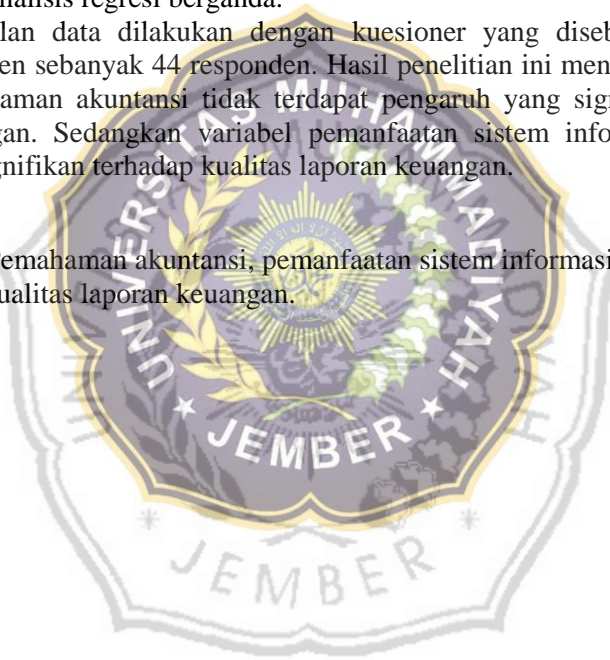 nalisis regresi berganda.
lan data dilakukan dengan kuesioner yang diseb
en sebanyak 44 responden. Hasil penelitian ini men
aman akuntansi tidak terdapat pengaruh yang sign
gan. Sedangkan variabel pemanfaatan sistem info
gnifikan terhadap kualitas laporan keuangan.
emahaman akuntansi, pemanfaatan sistem informasi
ualitas laporan keuangan.
UNIVERSITAS MUHAMMADIYAH
JEMBER
JEMBER